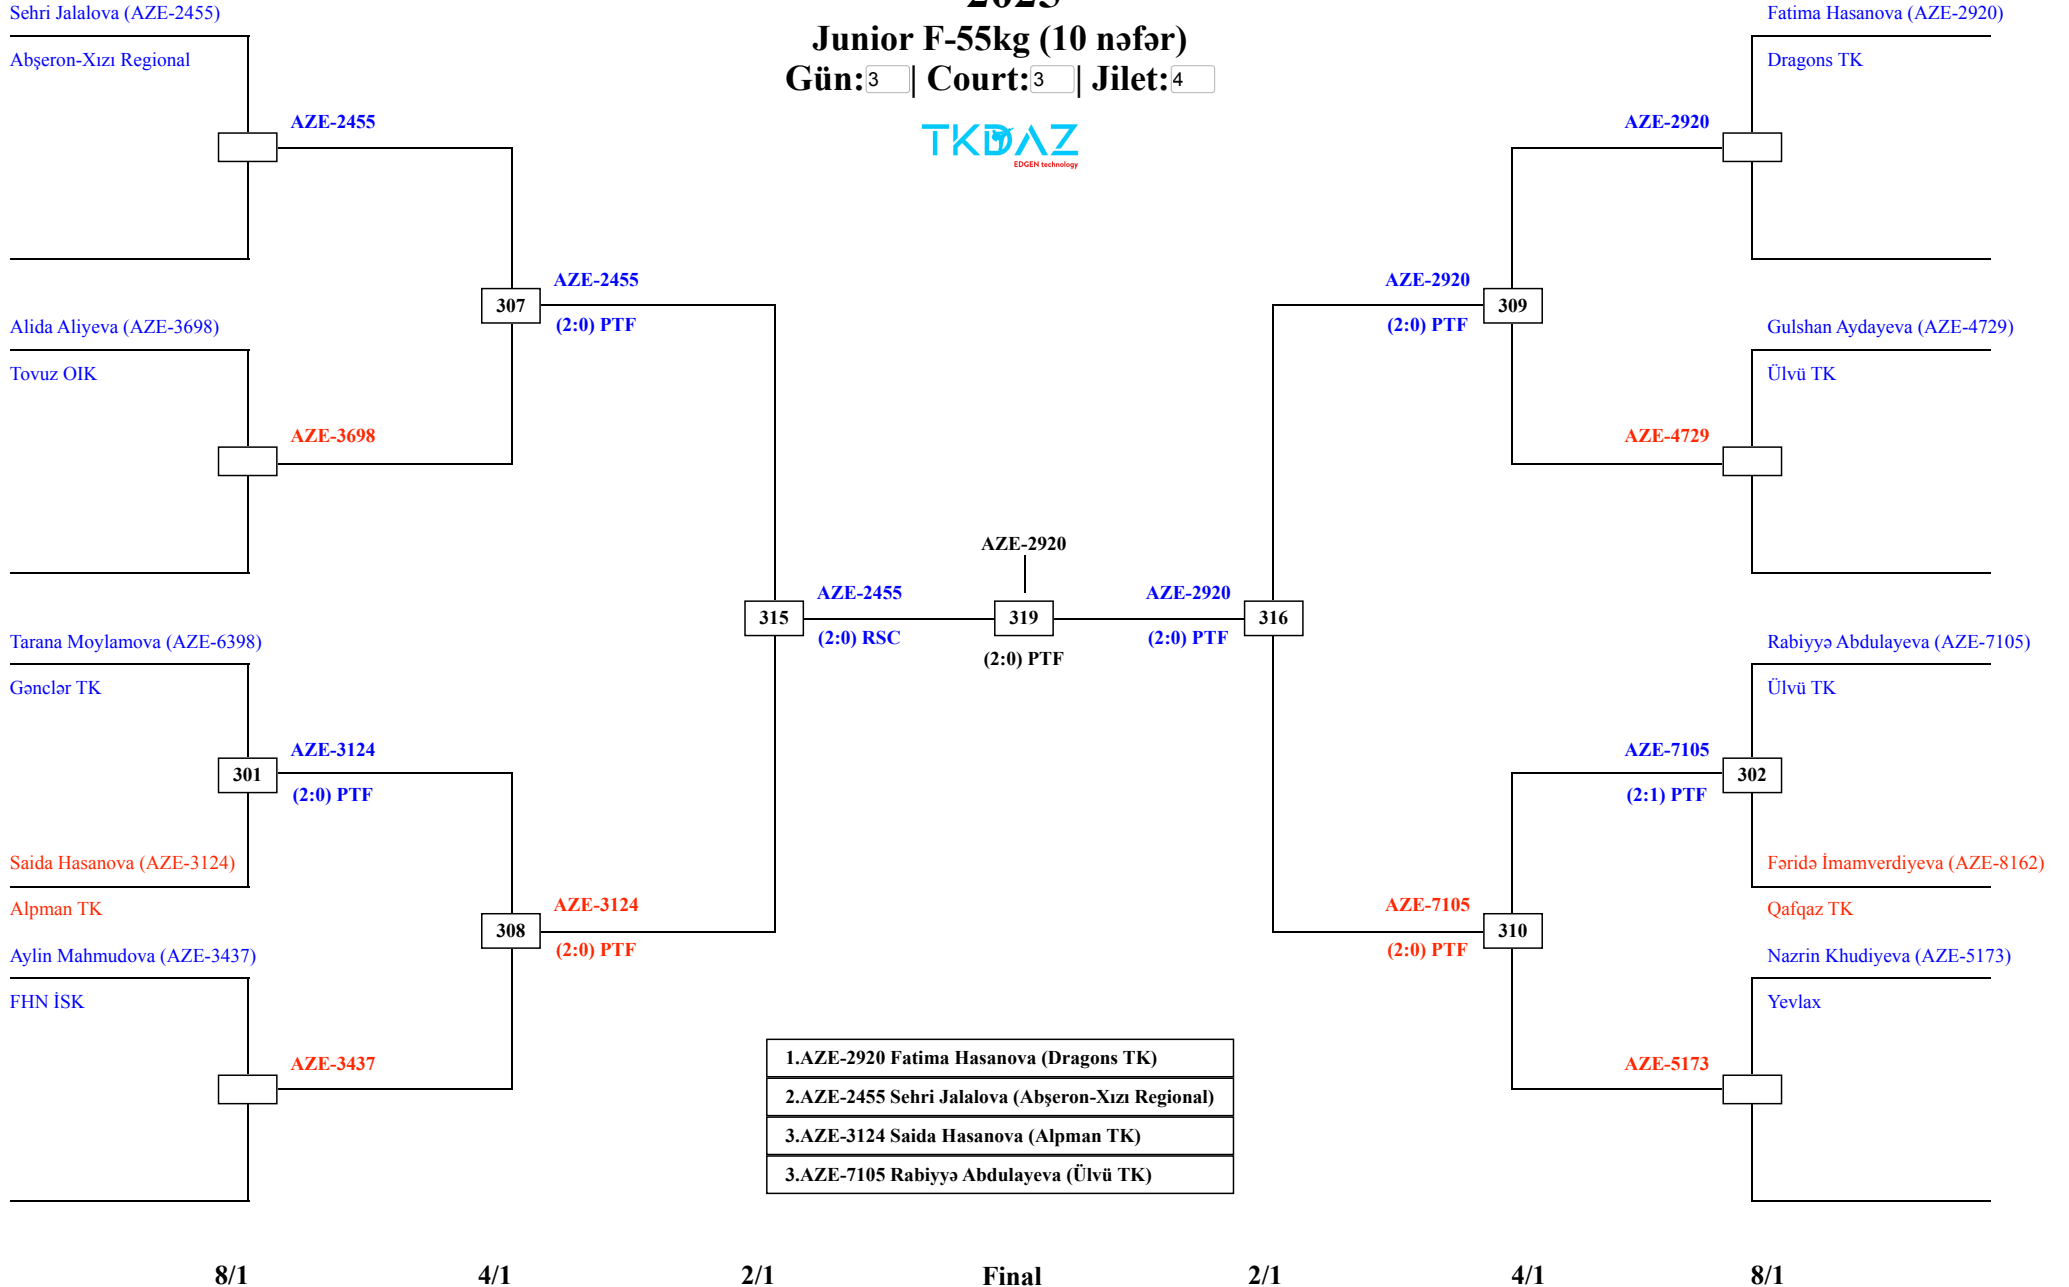 2025
Junior F-55kg (10 nəfər)
Gün: 3 | Court: 3 | Jilet: 4
TKDAZ
EDGEN technology
Sehri Jalalova (AZE-2455)
Abşeron-Xızı Regional
AZE-2455
Alida Aliyeva (AZE-3698)
Tovuz OIK
AZE-3698
307
AZE-2455
(2:0) PTF
Tarana Moylamova (AZE-6398)
Gənclər TK
301
AZE-3124
(2:0) PTF
Saida Hasanova (AZE-3124)
Alpman TK
Aylin Mahmudova (AZE-3437)
FHN İSK
AZE-3437
308
AZE-3124
(2:0) PTF
315
AZE-2455
(2:0) RSC
AZE-2920
319
(2:0) PTF
AZE-2920
(2:0) PTF
316
Fatima Hasanova (AZE-2920)
Dragons TK
AZE-2920
AZE-2920
(2:0) PTF
309
Gulshan Aydayeva (AZE-4729)
Ülvü TK
AZE-4729
Rabiyyə Abdulayeva (AZE-7105)
Ülvü TK
AZE-7105
(2:1) PTF
302
Fəridə İmamverdiyeva (AZE-8162)
Qafqaz TK
AZE-7105
(2:0) PTF
310
Nazrin Khudiyeva (AZE-5173)
Yevlax
AZE-5173
1.AZE-2920 Fatima Hasanova (Dragons TK)
2.AZE-2455 Sehri Jalalova (Abşeron-Xızı Regional)
3.AZE-3124 Saida Hasanova (Alpman TK)
3.AZE-7105 Rabiyyə Abdulayeva (Ülvü TK)
8/1 4/1 2/1 Final 2/1 4/1 8/1